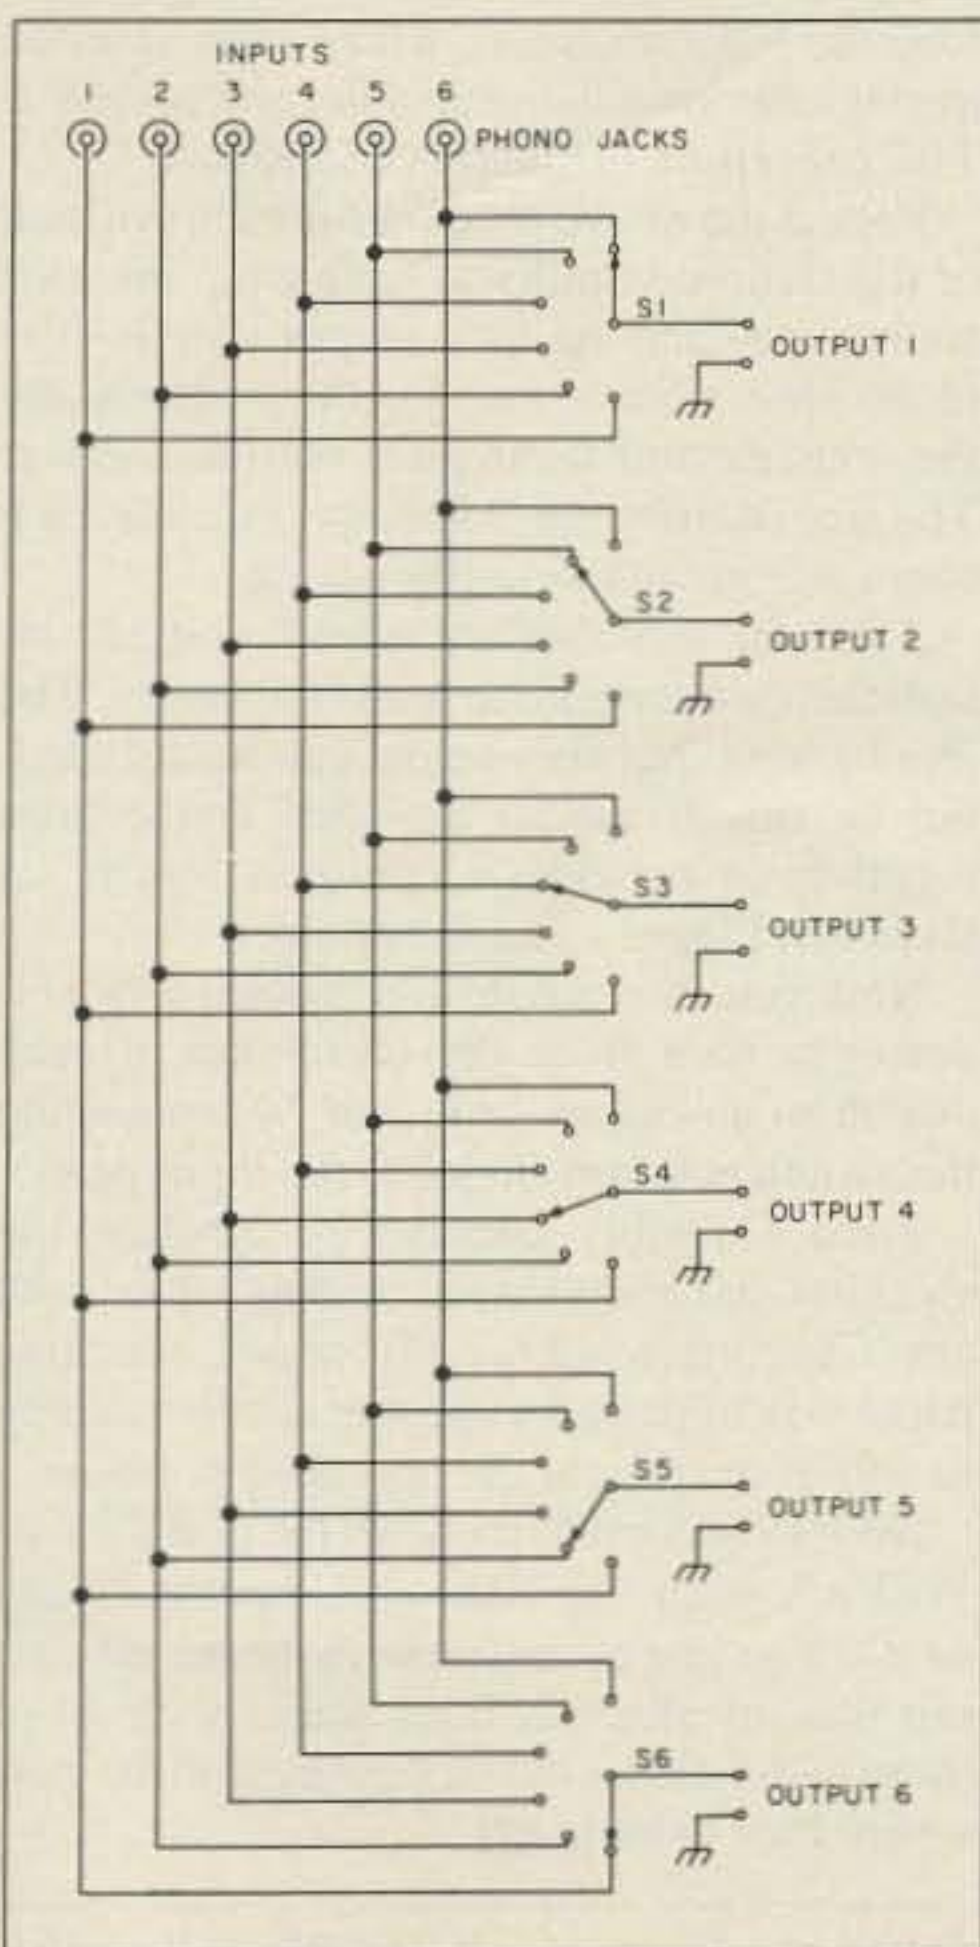 INPUTS
1 2 3 4 5 6
PHONO JACKS
S1
OUTPUT 1
S2
OUTPUT 2
S3
OUTPUT 3
S4
OUTPUT 4
S5
OUTPUT 5
S6
OUTPUT 6